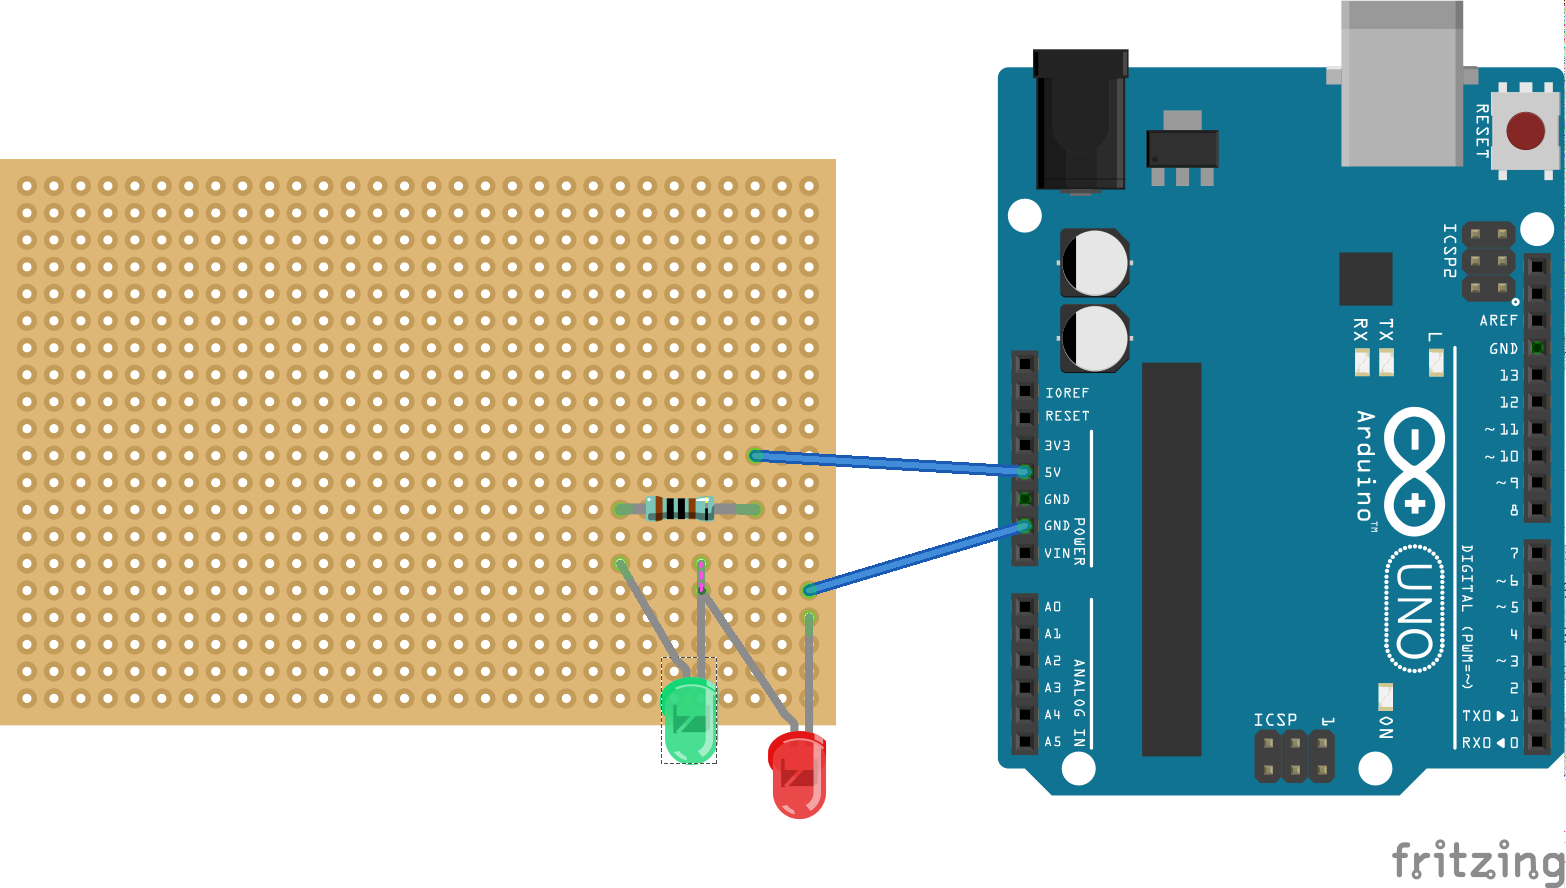 RESET
ICSP2
AREF
GND
13
12
~11
~10
~9
8
RX
TX
L
IOREF
RESET
3V3
5V
GND
GND
VIN
POWER
Arduino
TM
UNO
A0
A1
A2
A3
A4
A5
ANALOG IN
7
~6
~5
4
~3
2
TX0▶1
RX0◀0
DIGITAL (PWM=~)
ICSP
1
ON
fritzing